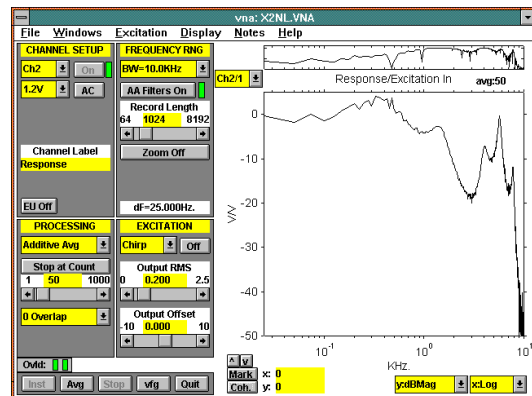 vna: X2NL.VNA
File Windows Excitation Display Notes Help
CHANNEL SETUP
Ch2 On
1.2V AC
Channel Label
Response
EU Off
FREQUENCY RNG
BW=10.0KHz
AA Filters On
Record Length
64 1024 8192
Zoom Off
dF=25.000Hz.
PROCESSING
Additive Avg
Stop at Count
1 50 1000
0 Overlap
EXCITATION
Chirp Off
Output RMS
0 0.200 2.5
Output Offset
-10 0.000 10
Ovld:
Inst Avg Stop vfg Quit
Ch2/1
Response/Excitation In avg:50
0
-10
-20
-30
-40
-50
V/V
10-1 100 101
KHz.
^ v
Mark x: 0
Coh. y: 0
y:dBMag x:Log